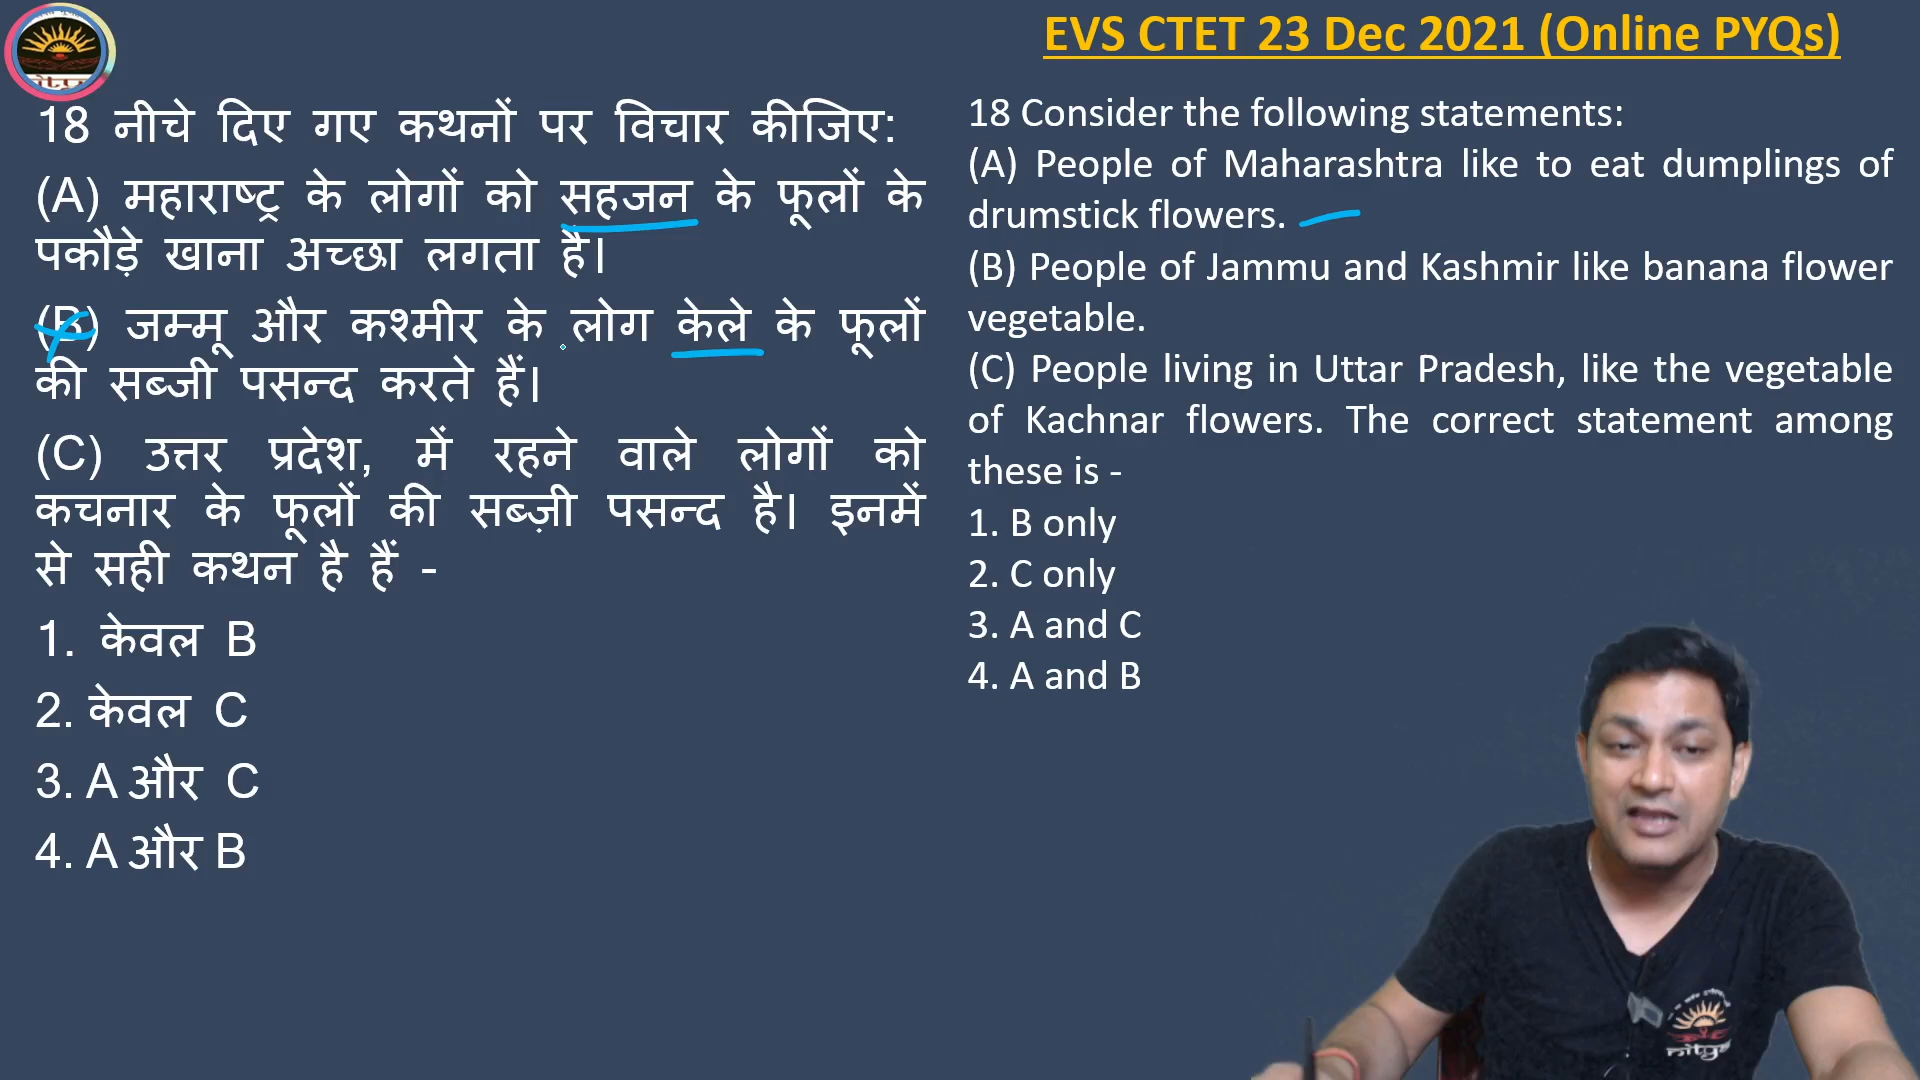 EVS CTET 23 Dec 2021 (Online PYQs)
18 नीचे दिए गए कथनों पर विचार कीजिए:
(A) महाराष्ट्र के लोगों को सहजन के फूलों के
पकौड़े खाना अच्छा लगता है।
(B) जम्मू और कश्मीर के लोग केले के फूलों
की सब्जी पसन्द करते हैं।
(C) उत्तर प्रदेश, में रहने वाले लोगों को
कचनार के फूलों की सब्ज़ी पसन्द है। इनमें
से सही कथन है हैं -
1. केवल B
2. केवल C
3. A और C
4. A और B
18 Consider the following statements:
(A) People of Maharashtra like to eat dumplings of
drumstick flowers.
(B) People of Jammu and Kashmir like banana flower
vegetable.
(C) People living in Uttar Pradesh, like the vegetable
of Kachnar flowers. The correct statement among
these is -
1. B only
2. C only
3. A and C
4. A and B